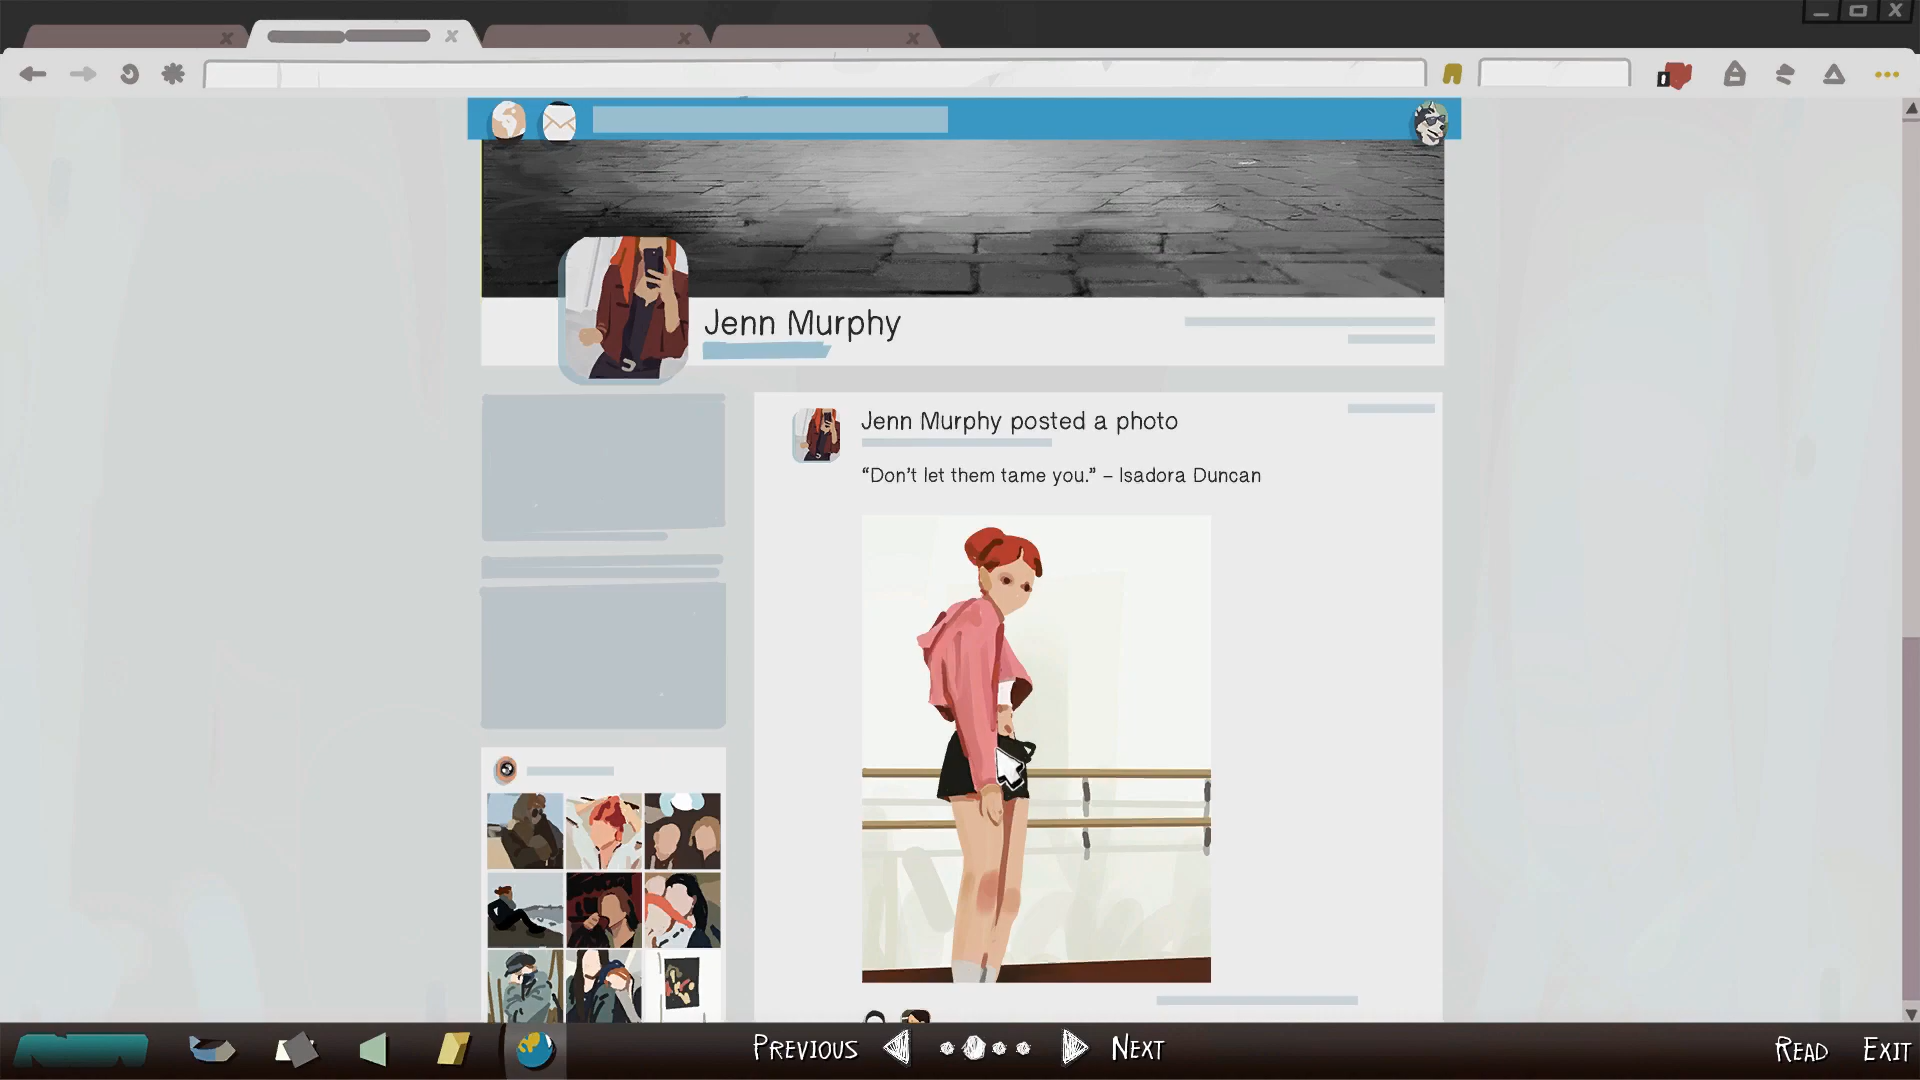 Jenn Murphy
Jenn Murphy posted a photo
“Don’t let them tame you.” – Isadora Duncan
PREVIOUS
NEXT
READ
EXIT